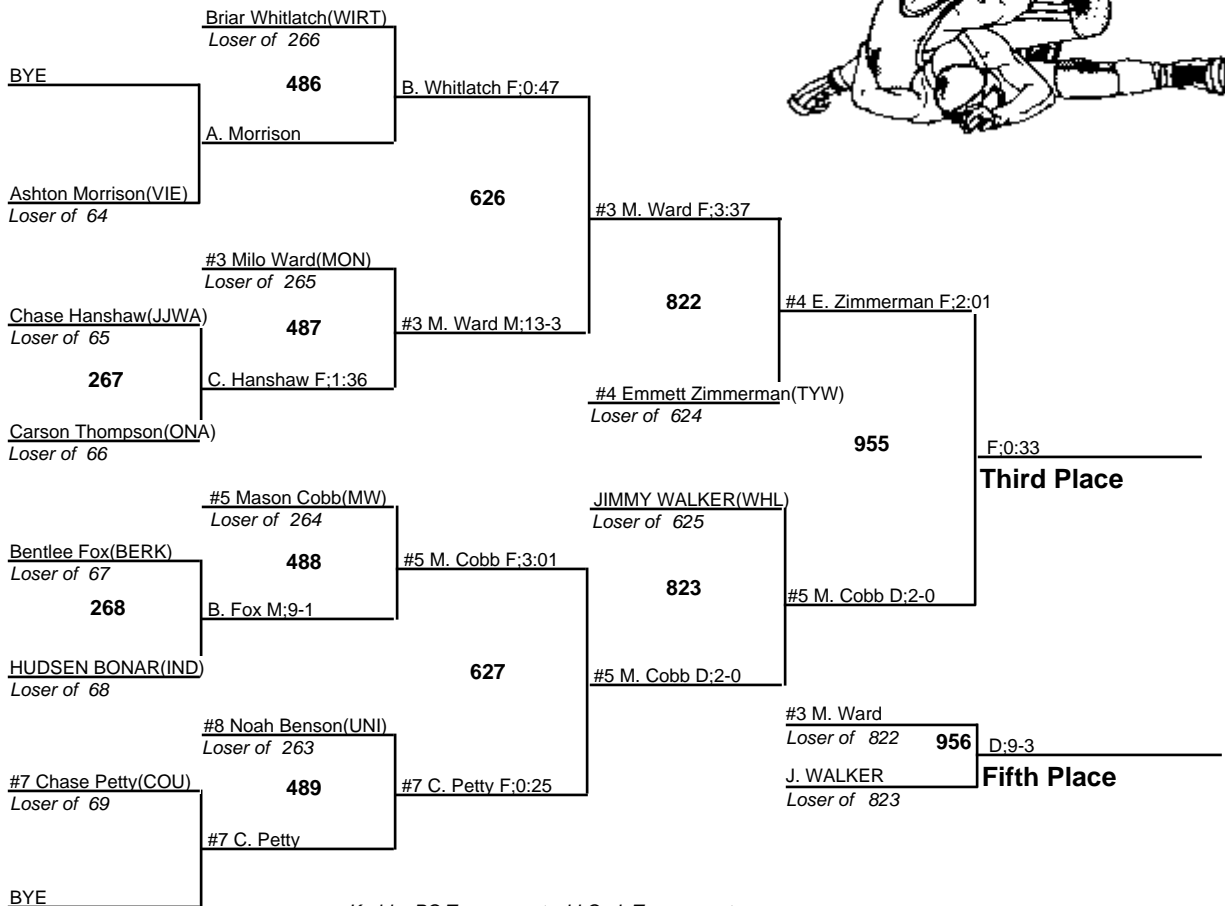 Briar Whitlatch(WIRT)
Loser of 266
BYE
486
B. Whitlatch F;0:47
A. Morrison
Ashton Morrison(VIE)
Loser of 64
626
#3 M. Ward F;3:37
#3 Milo Ward(MON)
Loser of 265
Chase Hanshaw(JJWA)
Loser of 65
487
#3 M. Ward M;13-3
822
#4 E. Zimmerman F;2:01
267
C. Hanshaw F;1:36
#4 Emmett Zimmerman(TYW)
Loser of 624
Carson Thompson(ONA)
Loser of 66
955
F;0:33
Third Place
#5 Mason Cobb(MW)
Loser of 264
JIMMY WALKER(WHL)
Loser of 625
Bentlee Fox(BERK)
Loser of 67
488
#5 M. Cobb F;3:01
823
#5 M. Cobb D;2-0
268
B. Fox M;9-1
HUDSEN BONAR(IND)
Loser of 68
627
#5 M. Cobb D;2-0
#8 Noah Benson(UNI)
Loser of 263
#3 M. Ward
Loser of 822
956
D;9-3
Fifth Place
#7 Chase Petty(COU)
Loser of 69
489
#7 C. Petty F;0:25
J. WALKER
Loser of 823
#7 C. Petty
BYE